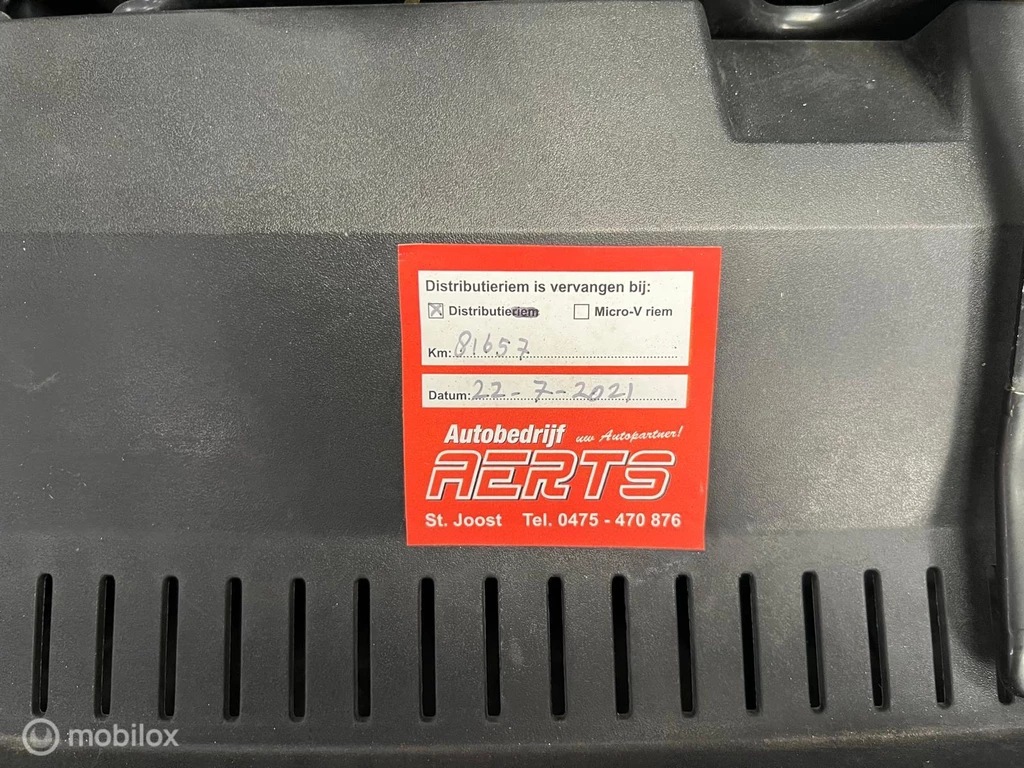 Distributieriem is vervangen bij:
☒ Distributieriem ☐ Micro-V riem
Km: 81657
Datum: 22-7-2021
Autobedrijf uw Autopartner!
AERTS
St. Joost Tel. 0475 - 470 876
mobilox